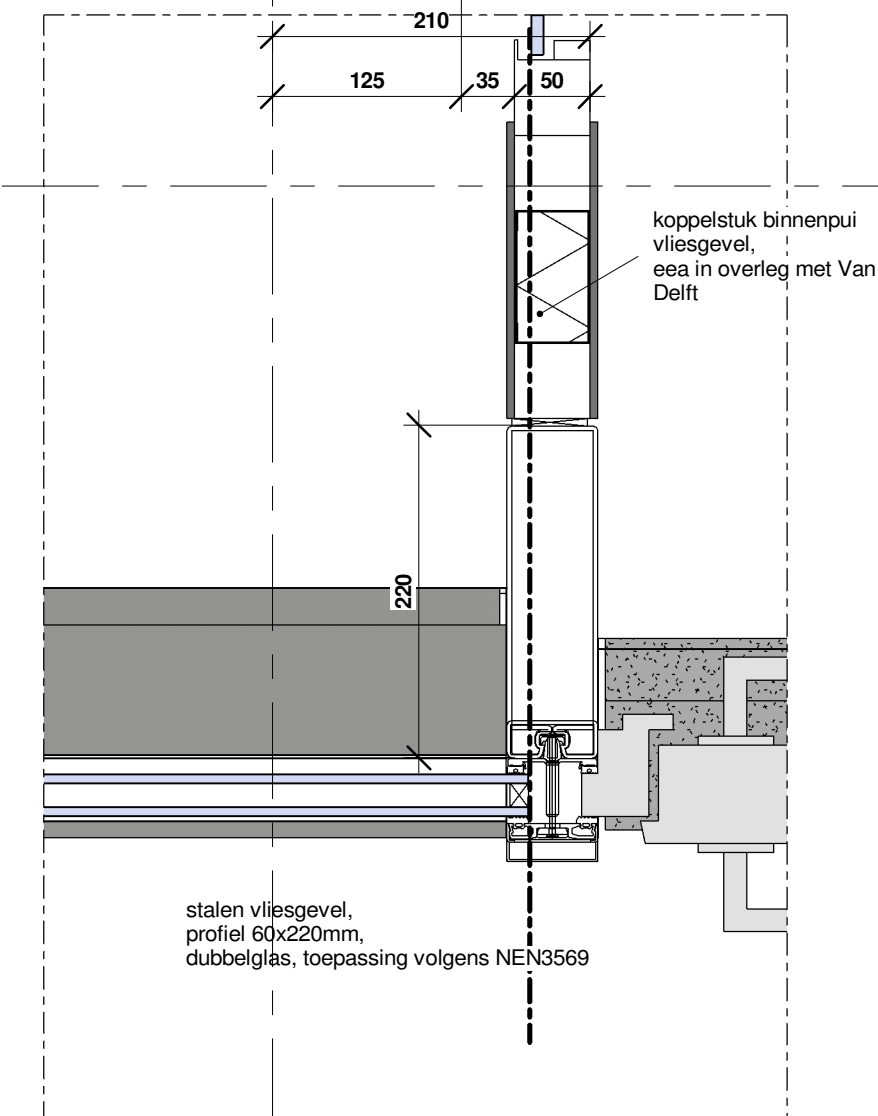 210
125
35
50
koppelstuk binnenpui
vliesgevel,
eea in overleg met Van
Delft
220
stalen vliesgevel,
profiel 60x220mm,
dubbelglas, toepassing volgens NEN3569